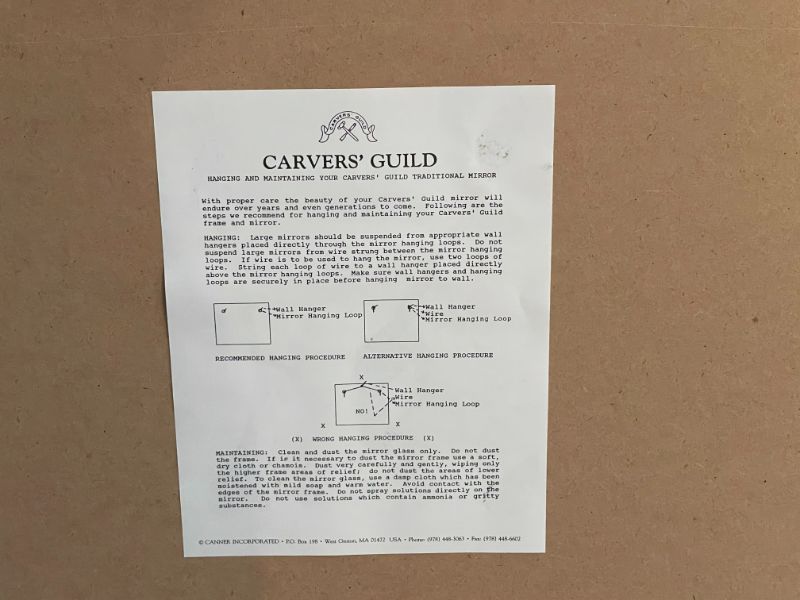 CARVERS' GUILD
CARVERS' GUILD
HANGING AND MAINTAINING YOUR CARVERS' GUILD TRADITIONAL MIRROR
With proper care the beauty of your Carvers' Guild mirror will
endure over years and even generations to come. Following are the
steps we recommend for hanging and maintaining your Carvers' Guild
frame and mirror.
HANGING: Large mirrors should be suspended from appropriate wall
hangers placed directly through the mirror hanging loops. Do not
suspend large mirrors from wire strung between the mirror hanging
loops. If wire is to be used to hang the mirror, use two loops of
wire. String each loop of wire to a wall hanger placed directly
above the mirror hanging loops. Make sure wall hangers and hanging
loops are securely in place before hanging mirror to wall.
Wall Hanger
Mirror Hanging Loop
Wall Hanger
Wire
Mirror Hanging Loop
RECOMMENDED HANGING PROCEDURE
ALTERNATIVE HANGING PROCEDURE
X
Wall Hanger
Wire
Mirror Hanging Loop
NO!
X
X
(X) WRONG HANGING PROCEDURE (X)
MAINTAINING: Clean and dust the mirror glass only. Do not dust
the frame. If it is necessary to dust the mirror frame use a soft,
dry cloth or chamois. Dust very carefully and gently, wiping only
the higher frame areas of relief; do not dust the areas of lower
relief. To clean the mirror glass, use a damp cloth which has been
moistened with mild soap and warm water. Avoid contact with the
edges of the mirror frame. Do not spray solutions directly on the
mirror. Do not use solutions which contain ammonia or gritty
substances.
© CANNER INCORPORATED • P.O. Box 198 • West Groton, MA 01472 USA • Phone: (978) 448-3063 • Fax: (978) 448-6602